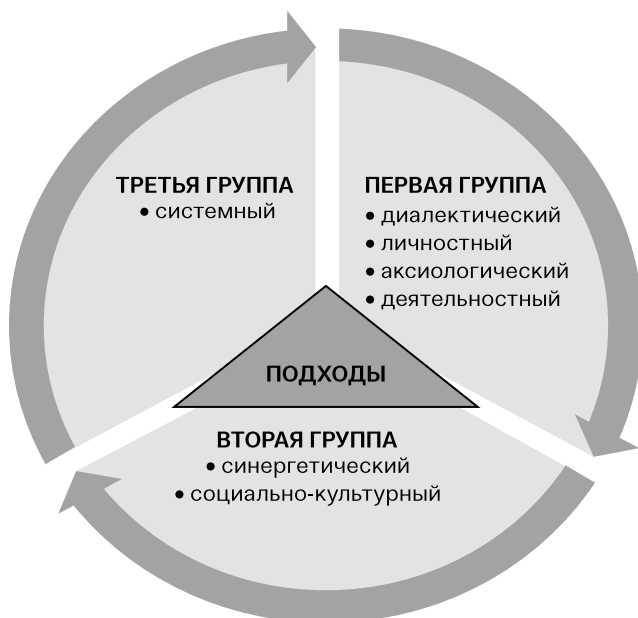 ТРЕТЬЯ ГРУППА
• системный
ПЕРВАЯ ГРУППА
• диалектический
• личностный
• аксиологический
• деятельностный
ПОДХОДЫ
ВТОРАЯ ГРУППА
• синергетический
• социально-культурный